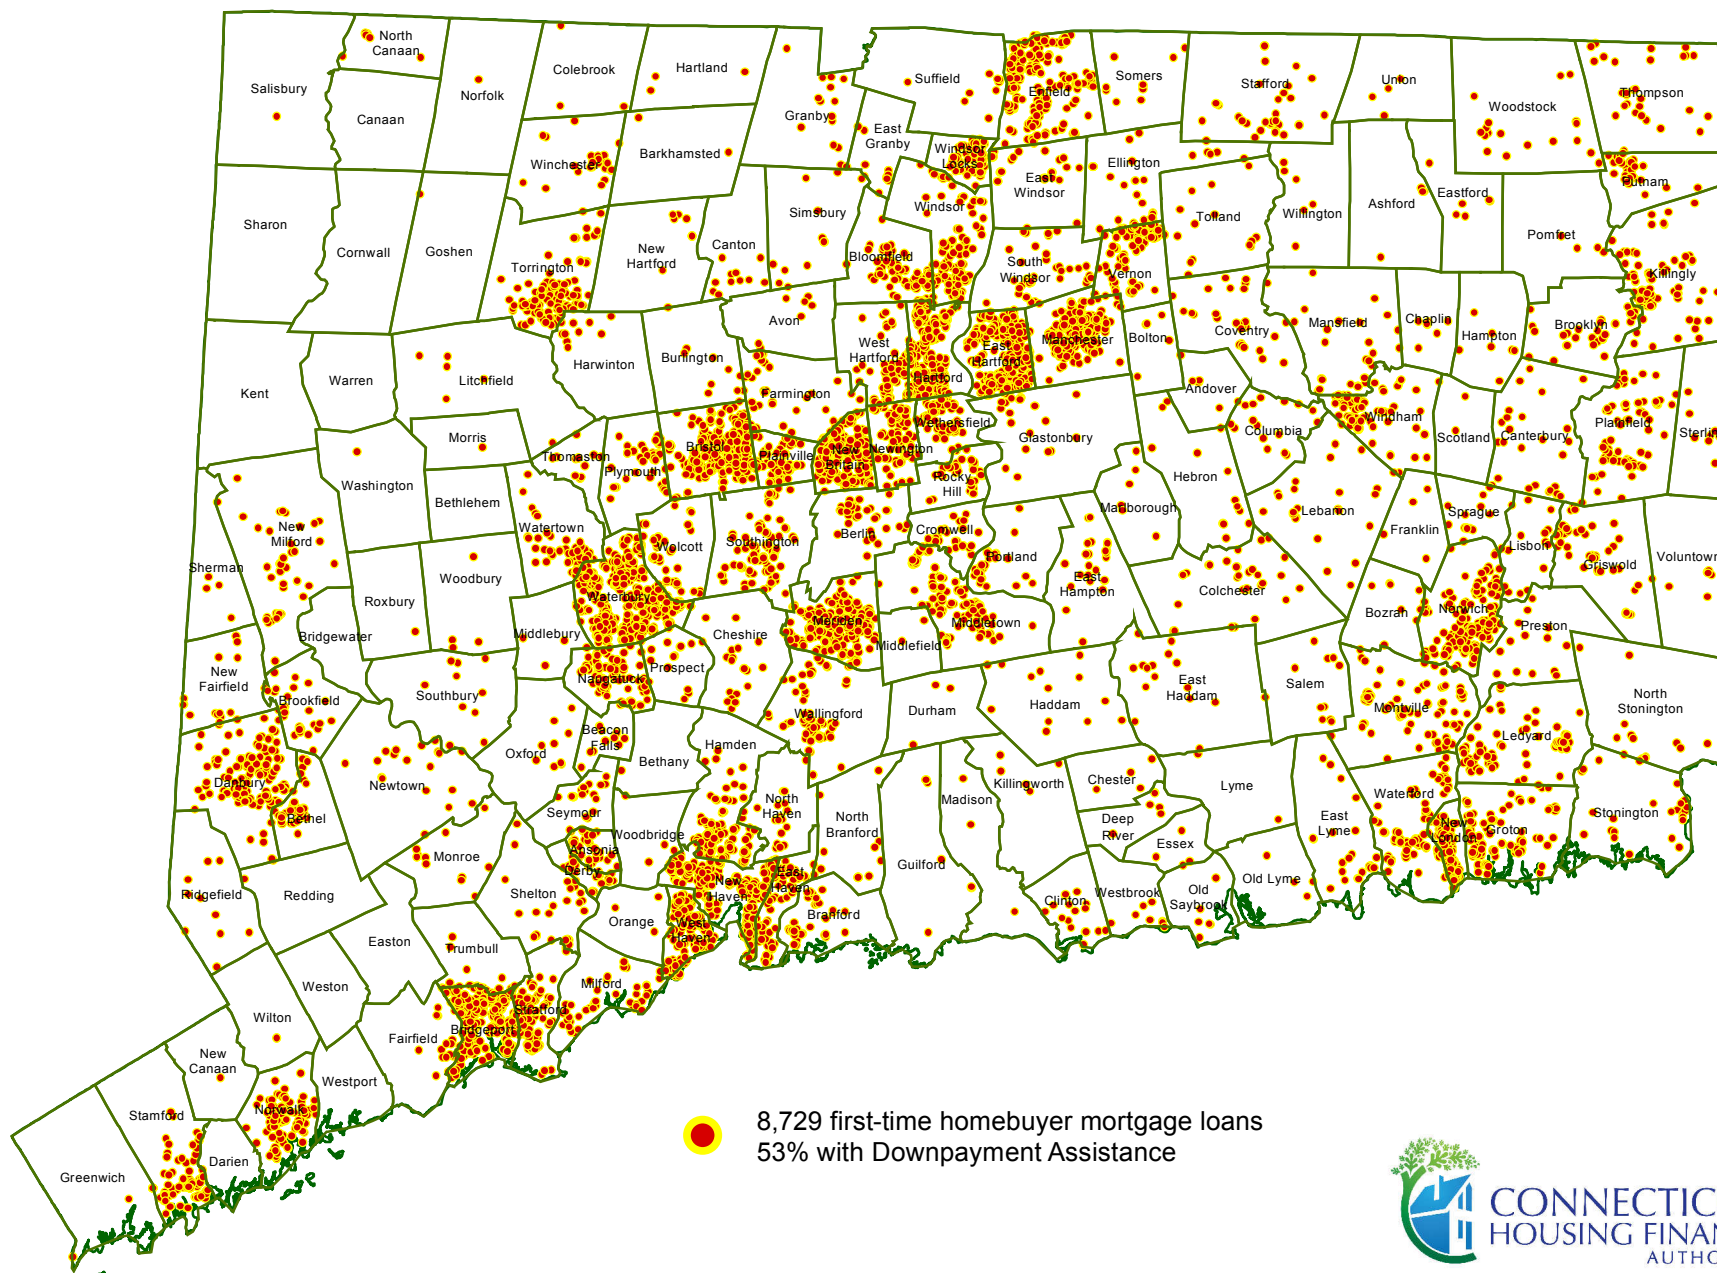 North
Canaan
Colebrook
Hartland
Salisbury
Norfolk
Canaan
Suffield
Granby
East
Granby
Enfield
Somers
Stafford
Union
Woodstock
Thompson
Winchester
Barkhamsted
Windsor
Locks
East
Windsor
Ellington
Putnam
Sharon
Cornwall
Goshen
New
Hartford
Canton
Simsbury
Windsor
Tolland
Willington
Ashford
Eastford
Pomfret
Torrington
Bloomfield
South
Windsor
Vernon
Killingly
Avon
West
Hartford
Hartford
East
Hartford
Manchester
Bolton
Coventry
Mansfield
Chaplin
Hampton
Brooklyn
Kent
Warren
Litchfield
Harwinton
Burlington
Farmington
Andover
Morris
Thomaston
Plymouth
Bristol
Plainville
New
Britain
Newington
Wethersfield
Glastonbury
Columbia
Windham
Scotland
Canterbury
Plainfield
Sterlin
Washington
Bethlehem
Rocky
Hill
Hebron
Marlborough
Lebanon
Franklin
Sprague
New
Milford
Watertown
Wolcott
Southington
Berlin
Cromwell
Portland
Lisbon
Griswold
Voluntown
Sherman
Woodbury
Roxbury
Waterbury
East
Hampton
Colchester
Bozrah
Norwich
Preston
Bridgewater
Middlebury
Cheshire
Meriden
Middlefield
Middletown
New
Fairfield
Brookfield
Southbury
Naugatuck
Prospect
Wallingford
Durham
Haddam
East
Haddam
Salem
Montville
North
Stonington
Ledyard
Danbury
Newtown
Oxford
Beacon
Falls
Bethany
Hamden
Bethel
Seymour
Woodbridge
North
Haven
North
Branford
Madison
Killingworth
Chester
Deep
River
Essex
Lyme
East
Lyme
Waterford
New
London
Groton
Stonington
Ridgefield
Redding
Monroe
Shelton
Ansonia
Derby
Orange
New
Haven
West
Haven
East
Haven
Branford
Guilford
Clinton
Westbrook
Old
Saybrook
Old Lyme
Easton
Trumbull
Weston
Wilton
Milford
Stratford
Bridgeport
Fairfield
New
Canaan
Westport
Stamford
Norwalk
Darien
Greenwich
8,729 first-time homebuyer mortgage loans
53% with Downpayment Assistance
CONNECTIC
HOUSING FINAN
AUTHO